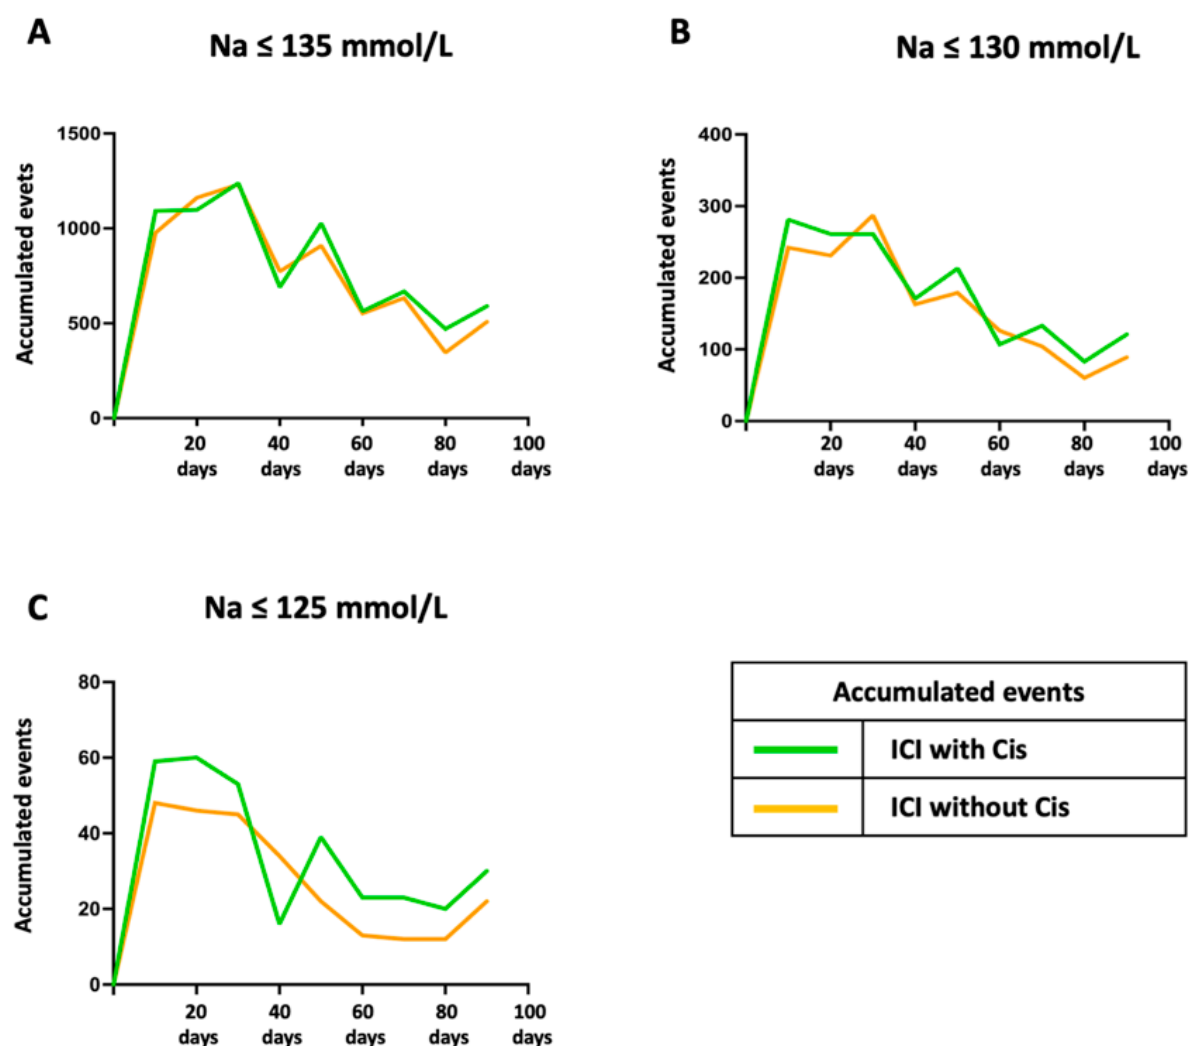 A
Na ≤ 135 mmol/L
Accumulated evets
1500
1000
500
0
20 days
40 days
60 days
80 days
100 days
B
Na ≤ 130 mmol/L
Accumulated events
400
300
200
100
0
20 days
40 days
60 days
80 days
100 days
C
Na ≤ 125 mmol/L
Accumulated events
80
60
40
20
0
20 days
40 days
60 days
80 days
100 days
Accumulated events
ICI with Cis
ICI without Cis